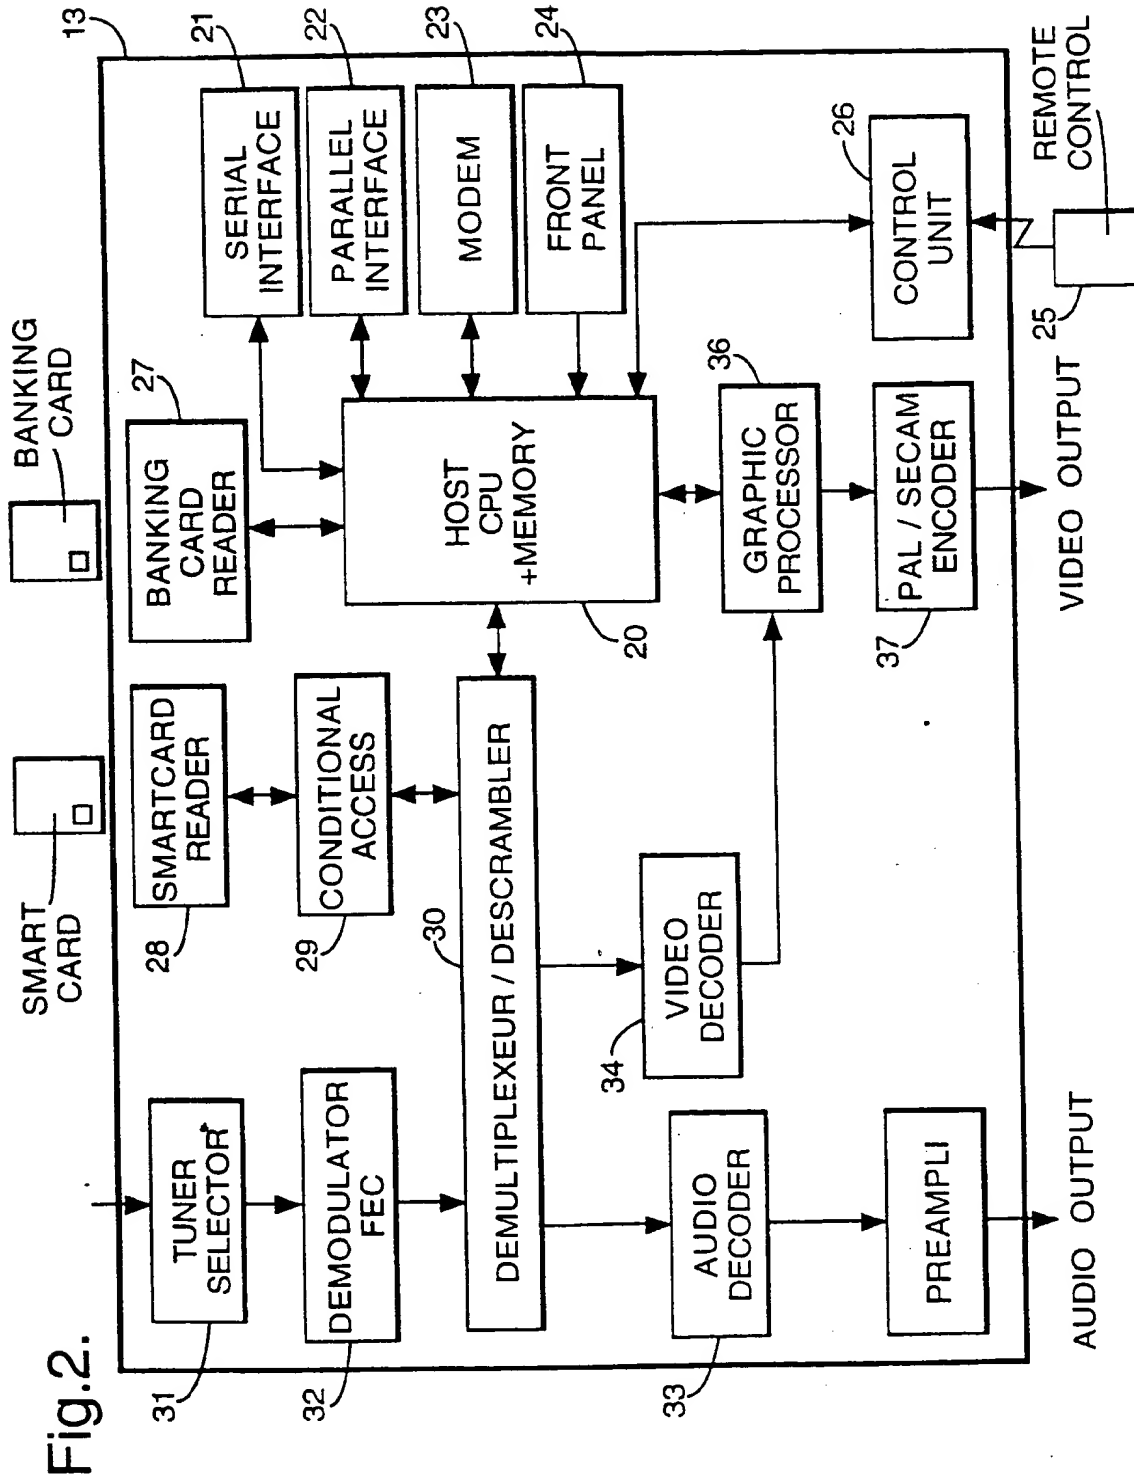 Fig.2.
SMART
CARD
BANKING
CARD
13
31
TUNER
SELECTOR
28
SMARTCARD
READER
27
BANKING
CARD
READER
21
SERIAL
INTERFACE
22
PARALLEL
INTERFACE
32
DEMODULATOR
FEC
29
CONDITIONAL
ACCESS
20
HOST
CPU
+MEMORY
23
MODEM
24
FRONT
PANEL
30
DEMULTIPLEXEUR / DESCRAMBLER
33
AUDIO
DECODER
34
VIDEO
DECODER
36
GRAPHIC
PROCESSOR
26
CONTROL
UNIT
PREAMPLI
37
PAL / SECAM
ENCODER
25
REMOTE
CONTROL
AUDIO OUTPUT
VIDEO OUTPUT